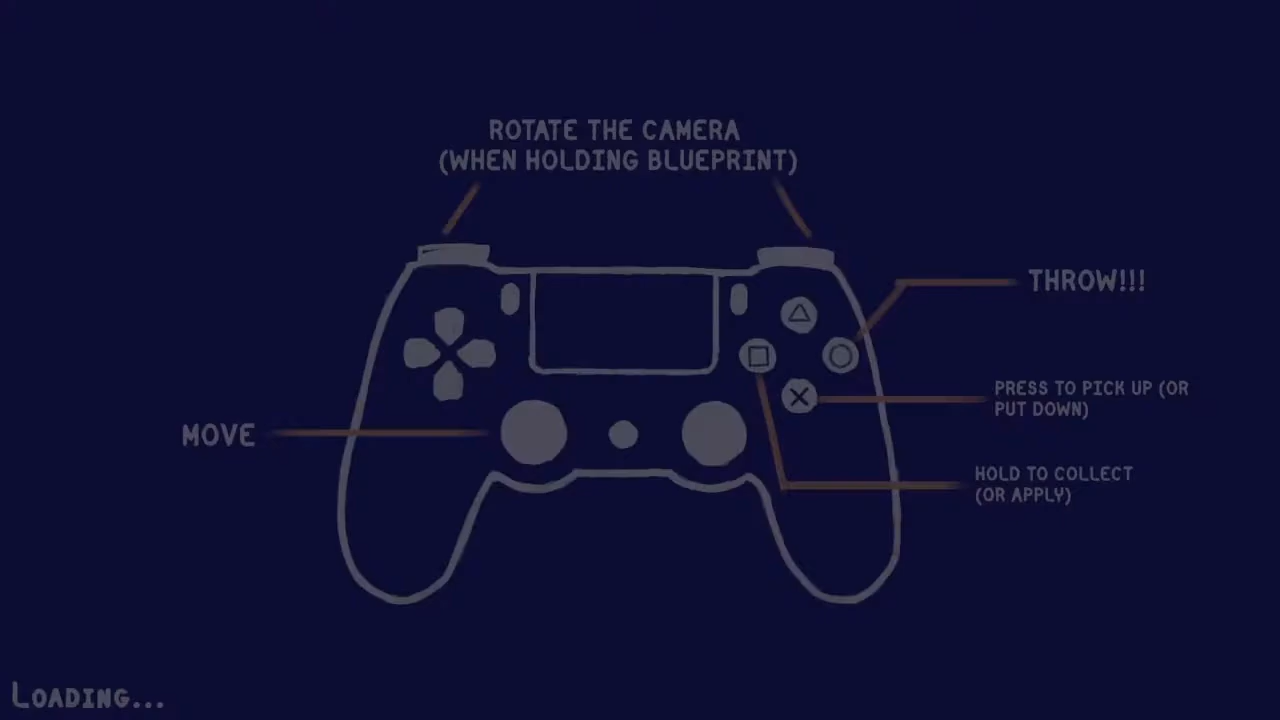 ROTATE THE CAMERA
(WHEN HOLDING BLUEPRINT)
THROW!!!
PRESS TO PICK UP (OR
PUT DOWN)
MOVE
HOLD TO COLLECT
(OR APPLY)
LOADING...